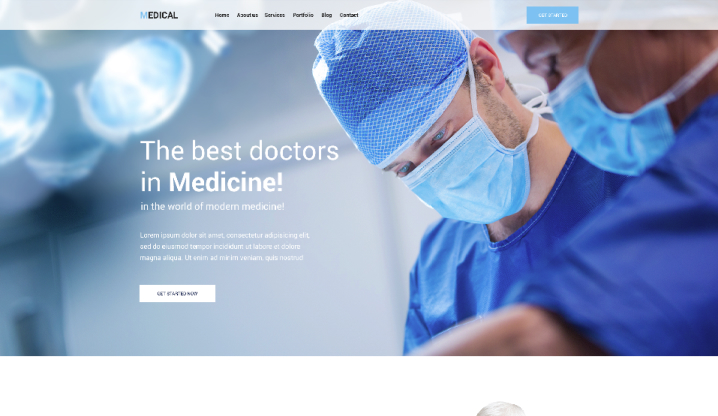 MEDICAL
Home About us Services Portfolio Blog Contact
GET STARTED
The best doctors
in Medicine!
in the world of modern medicine!
Lorem ipsum dolor sit amet, consectetur adipisicing elit,
sed do eiusmod tempor incididunt ut labore et dolore
magna aliqua. Ut enim ad minim veniam, quis nostrud
GET STARTED NOW